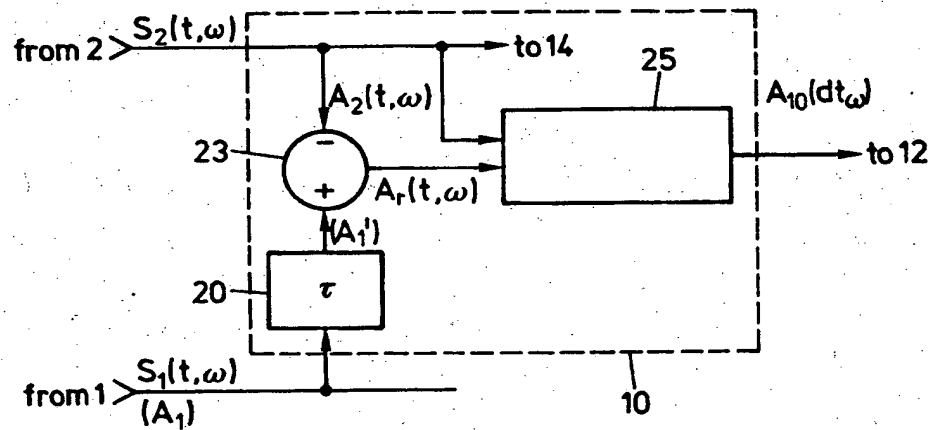 S₂(t,ω)
from 2
to 14
25
A₂(t,ω)
A₁₀(dtω)
23
−
+
to 12
Aᵣ(t,ω)
(A₁')
20
τ
S₁(t,ω)
from 1
(A₁)
10